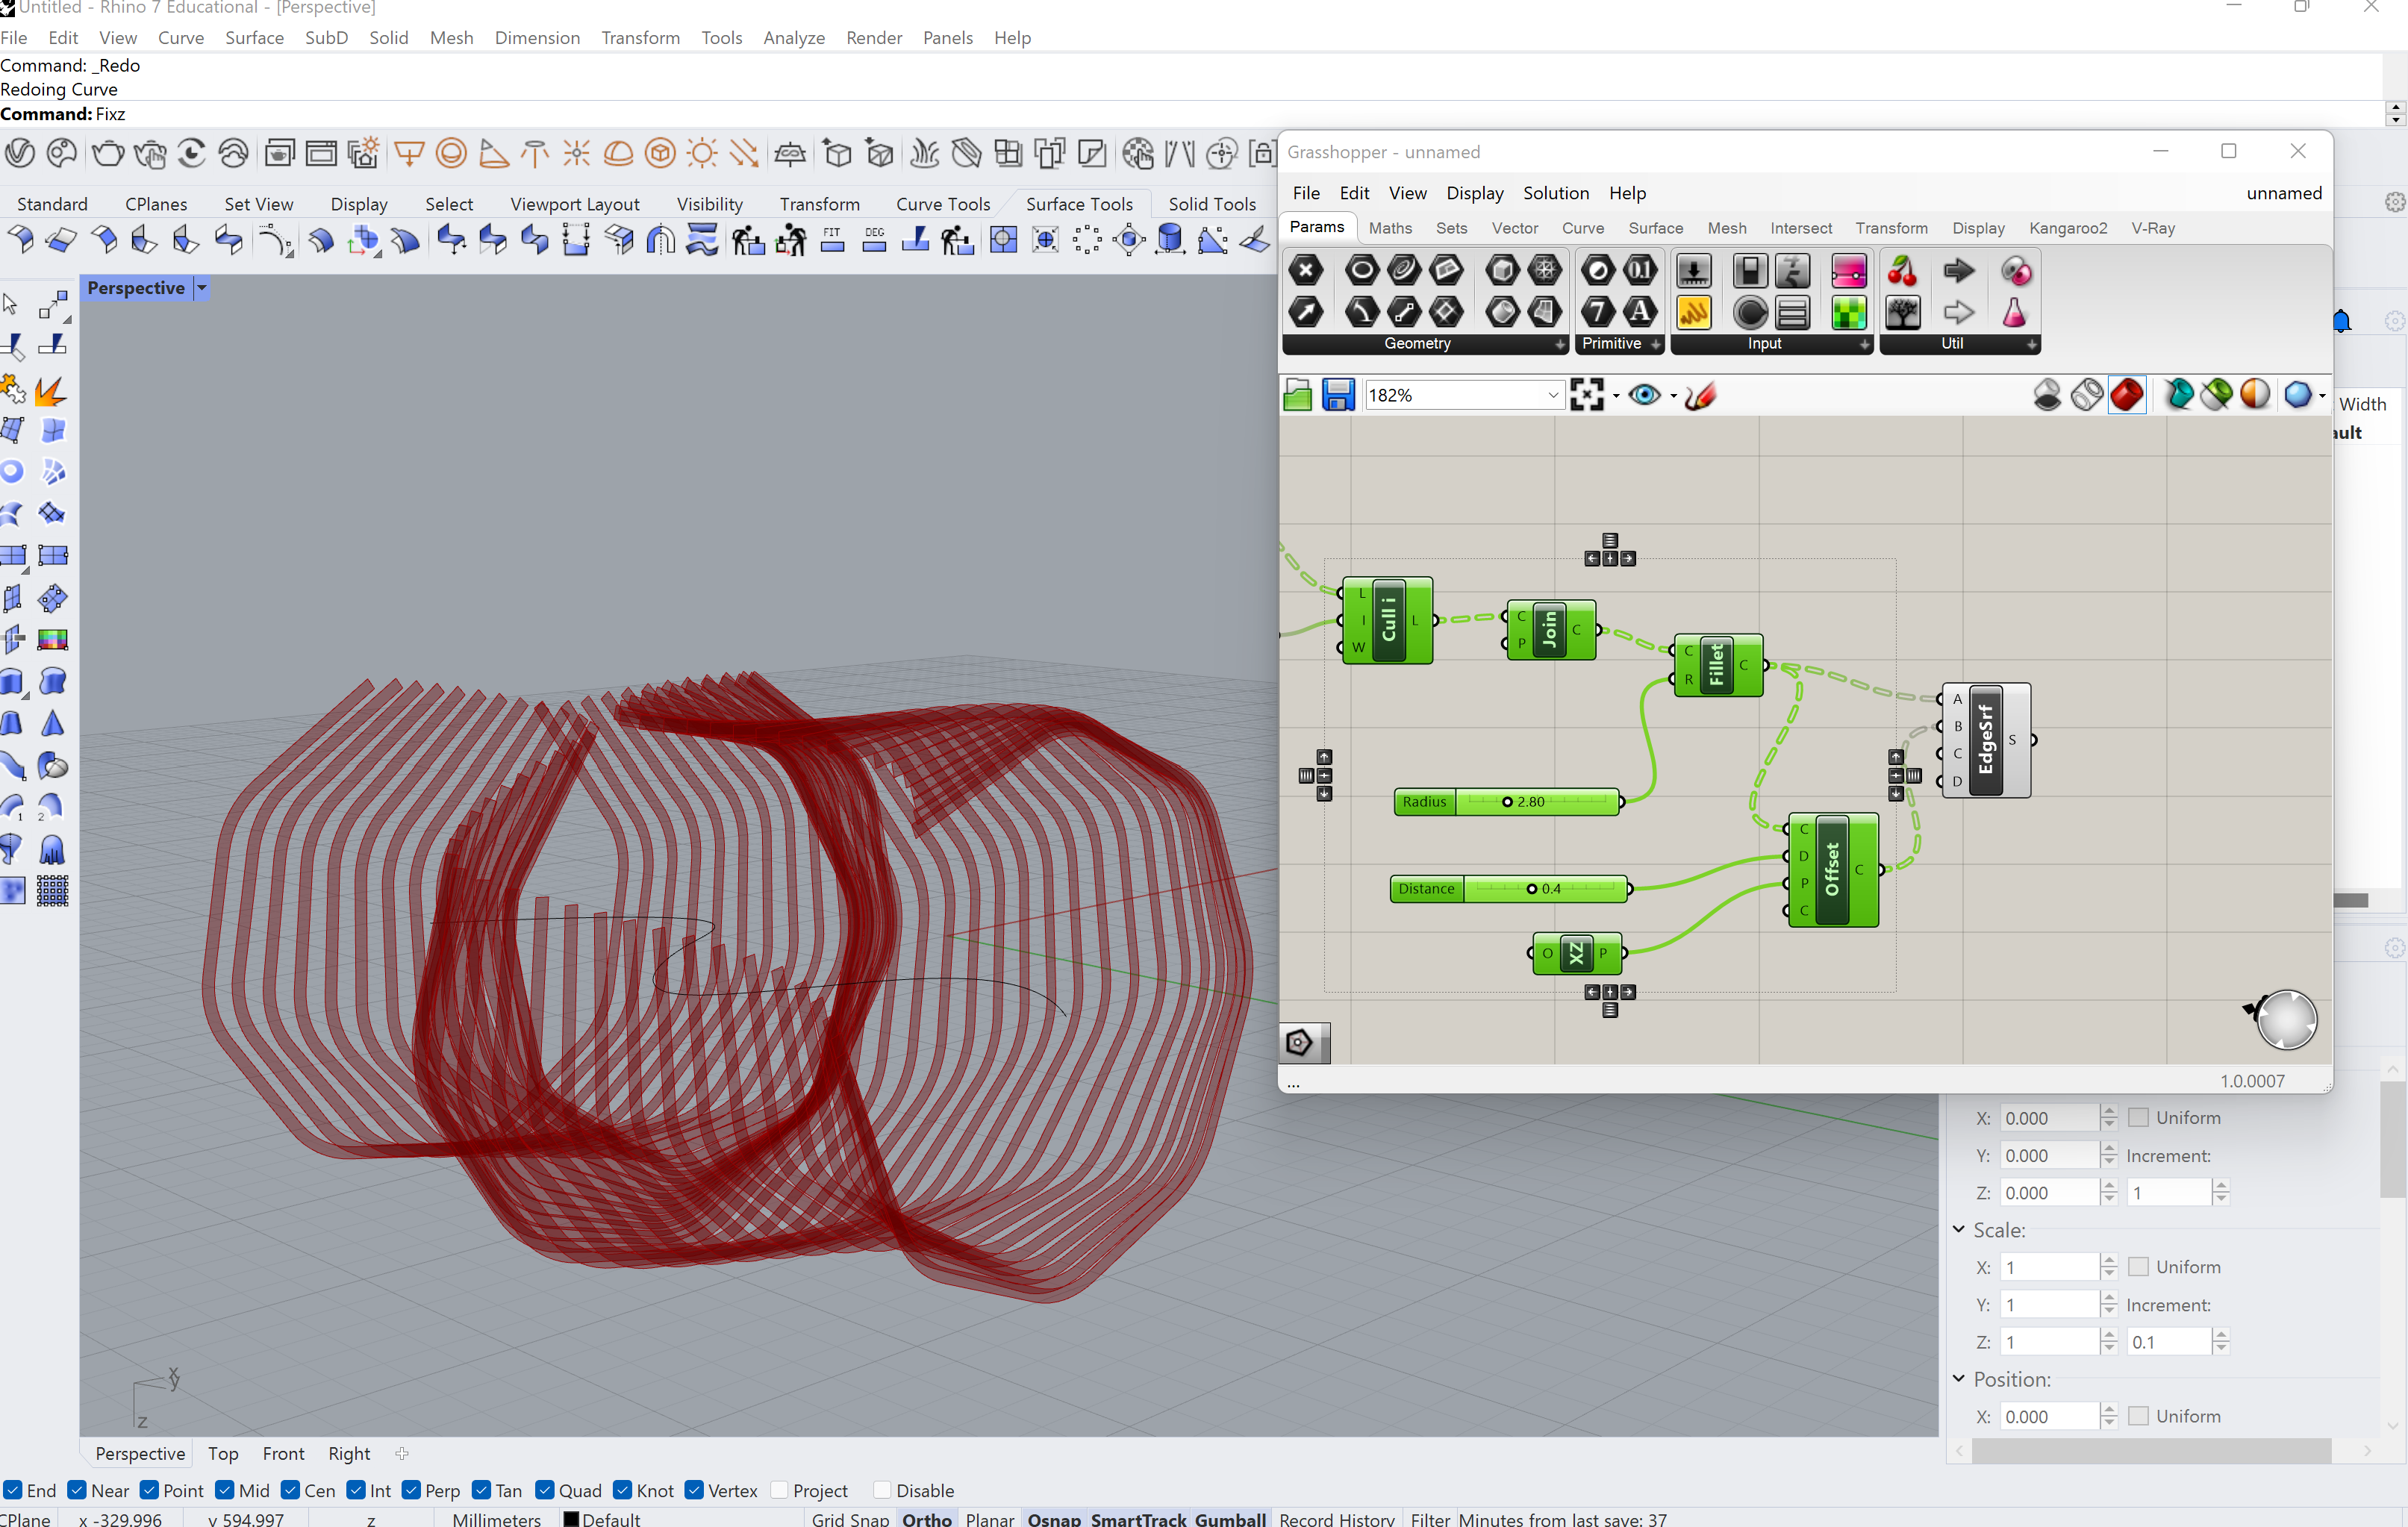 Untitled - Rhino 7 Educational - [Perspective]
File Edit View Curve Surface SubD Solid Mesh Dimension Transform Tools Analyze Render Panels Help
Command: _Redo
Redoing Curve
Command: Fixz
Standard CPlanes Set View Display Select Viewport Layout Visibility Transform Curve Tools Surface Tools Solid Tools
FIT DEG
Perspective
1 2
Grasshopper - unnamed
File Edit View Display Solution Help unnamed
Params Maths Sets Vector Curve Surface Mesh Intersect Transform Display Kangaroo2 V-Ray
0.1
7 A
Geometry Primitive Input Util
182%
Width
ault
L I W Cull i L
C P Join C
C R Fillet C
A B C D EdgeSrf S
Radius 2.80
C D P C Offset C
Distance 0.4
O XZ P
... 1.0.0007
X: 0.000 Uniform
Y: 0.000 Increment:
Z: 0.000 1
Scale:
X: 1 Uniform
Y: 1 Increment:
Z: 1 0.1
Position:
X: 0.000 Uniform
x y
z
Perspective Top Front Right
End Near Point Mid Cen Int Perp Tan Quad Knot Vertex Project Disable
CPlane x -329.996 y 594.997 z Millimeters Default Grid Snap Ortho Planar Osnap SmartTrack Gumball Record History Filter Minutes from last save: 37